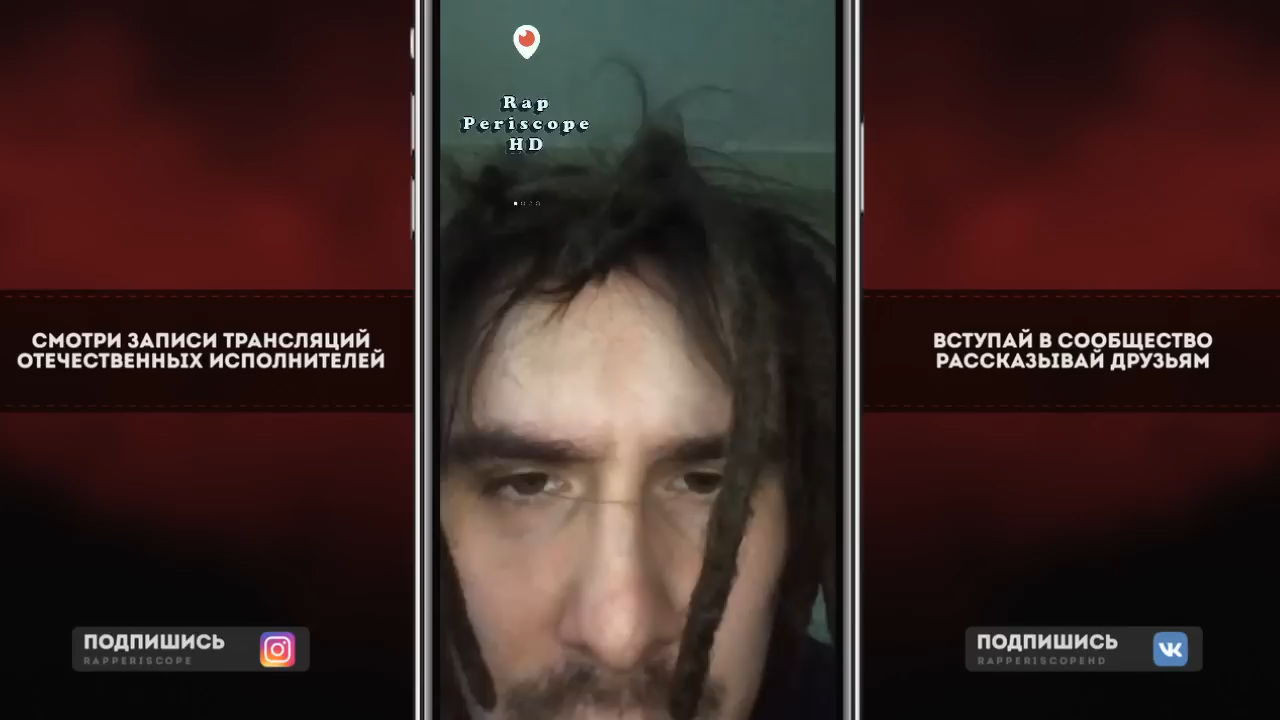 Rap
Periscope
HD
СМОТРИ ЗАПИСИ ТРАНСЛЯЦИЙ
ОТЕЧЕСТВЕННЫХ ИСПОЛНИТЕЛЕЙ
ВСТУПАЙ В СООБЩЕСТВО
РАССКАЗЫВАЙ ДРУЗЬЯМ
ПОДПИШИСЬ
RAPPERISCOPE
ПОДПИШИСЬ
RAPPERISCOPEHD